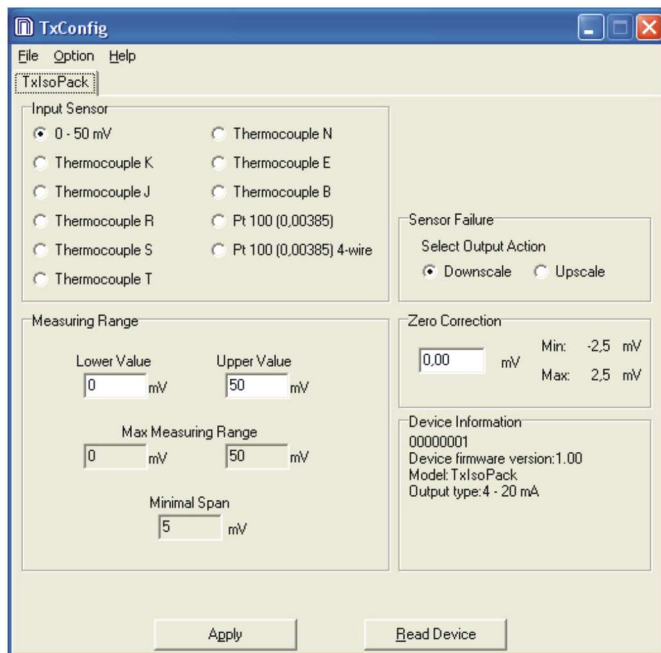 TxConfig
File Option Help
TxIsoPack
Input Sensor
0 - 50 mV
Thermocouple K
Thermocouple J
Thermocouple R
Thermocouple S
Thermocouple T
Thermocouple N
Thermocouple E
Thermocouple B
Pt 100 (0,00385)
Pt 100 (0,00385) 4-wire
Sensor Failure
Select Output Action
Downscale Upscale
Measuring Range
Lower Value Upper Value
0 mV 50 mV
Max Measuring Range
0 mV 50 mV
Minimal Span
5 mV
Zero Correction
0,00 mV
Min: -2,5 mV
Max: 2,5 mV
Device Information
00000001
Device firmware version:1.00
Model:TxIsoPack
Output type:4 - 20 mA
Apply Read Device